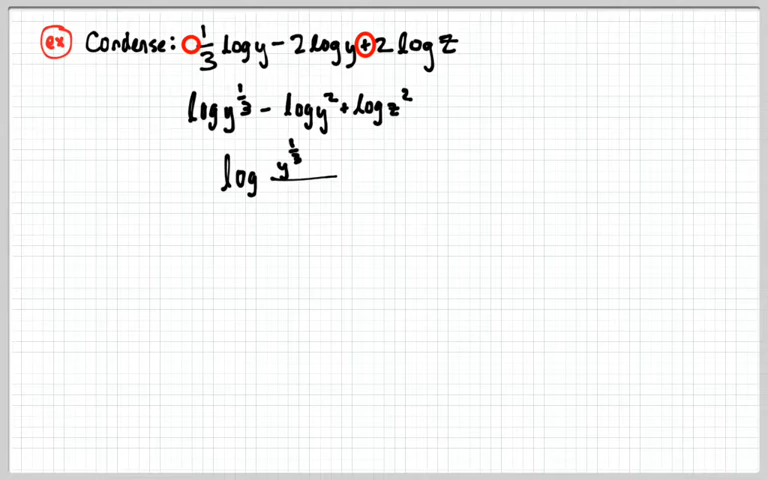 ex Condense: 1/3 log y - 2 log y + 2 log z
log y^1/3 - log y^2 + log z^2
log y^1/3